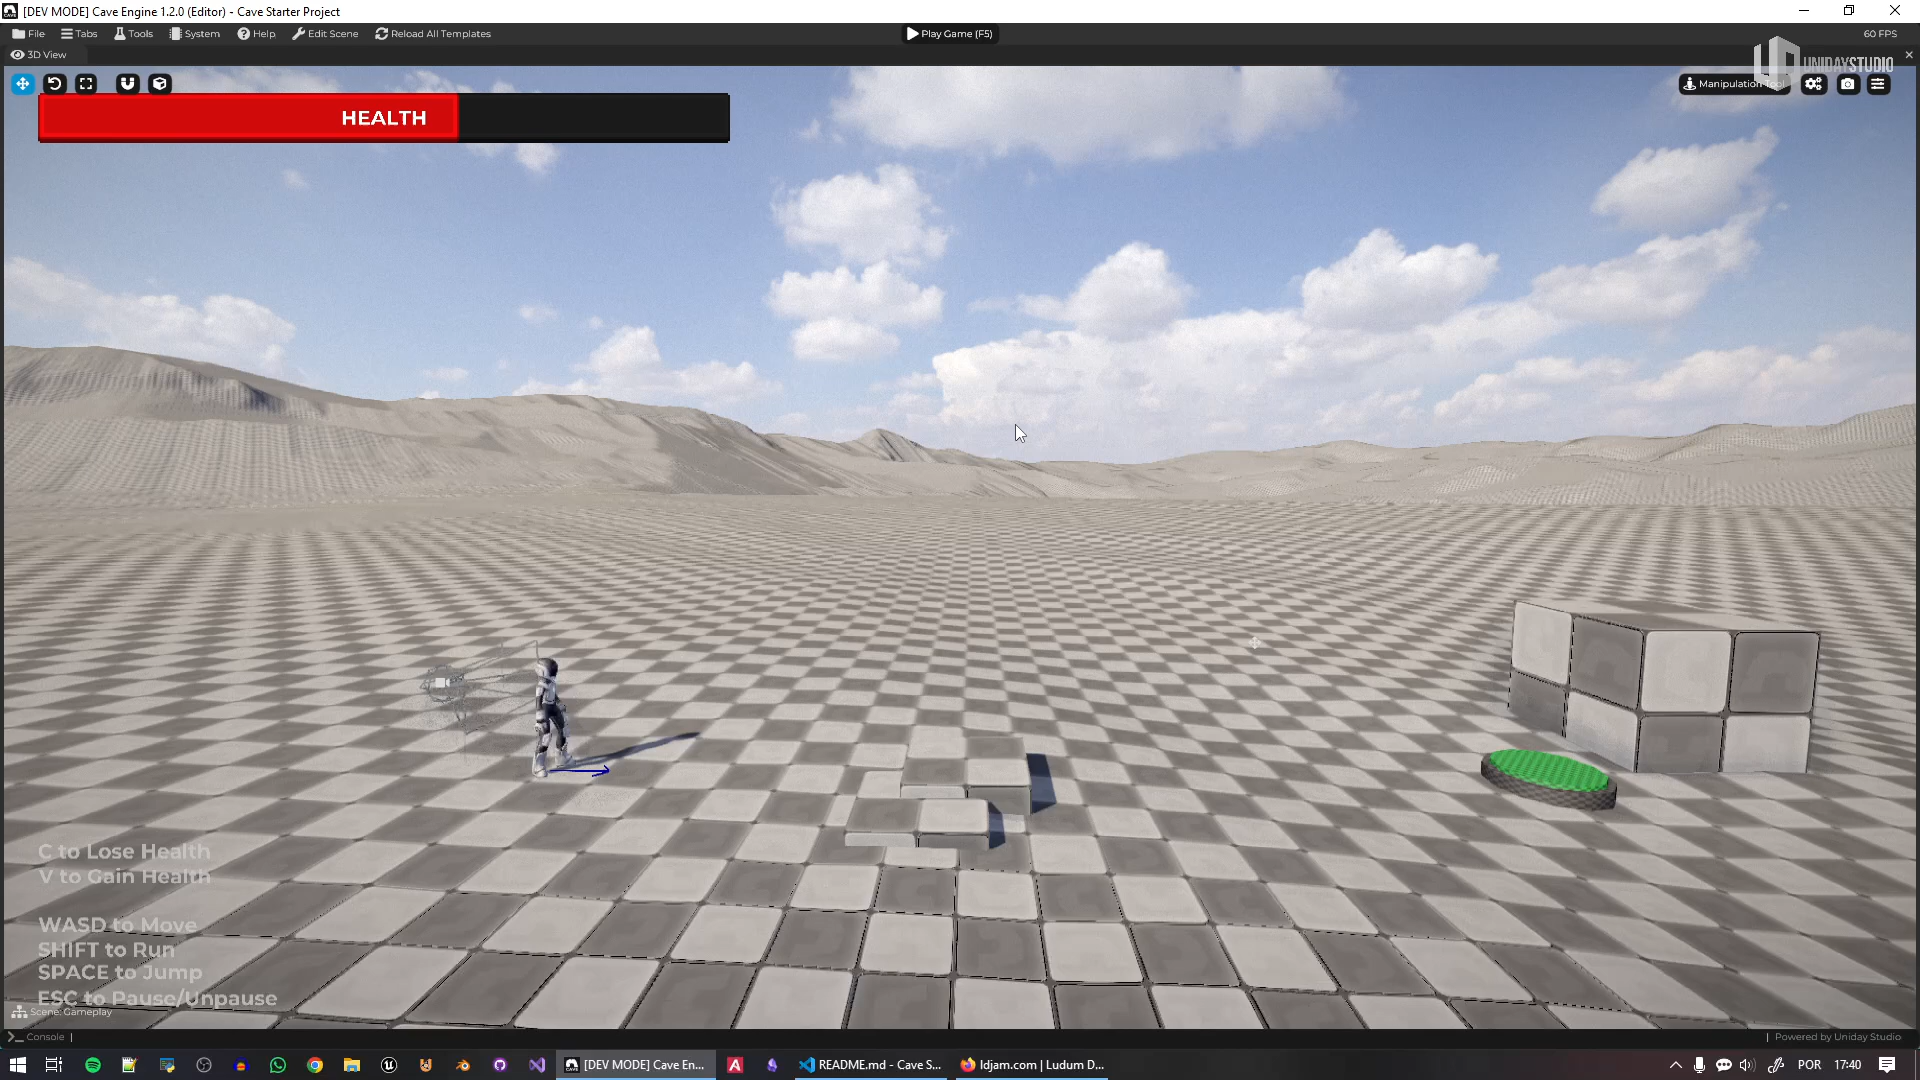 [DEV MODE] Cave Engine 1.2.0 (Editor) - Cave Starter Project
File Tabs Tools System Help Edit Scene Reload All Templates Play Game (F5) 60 FPS
3D View
UNIDAYSTUDIO
Manipulation Tool
HEALTH
C to Lose Health
V to Gain Health
WASD to Move
SHIFT to Run
SPACE to Jump
ESC to Pause/Unpause
Scene: Gameplay
Console
Powered by Uniday Studio
[DEV MODE] Cave En... README.md - Cave S... ldjam.com | Ludum D... POR 17:40